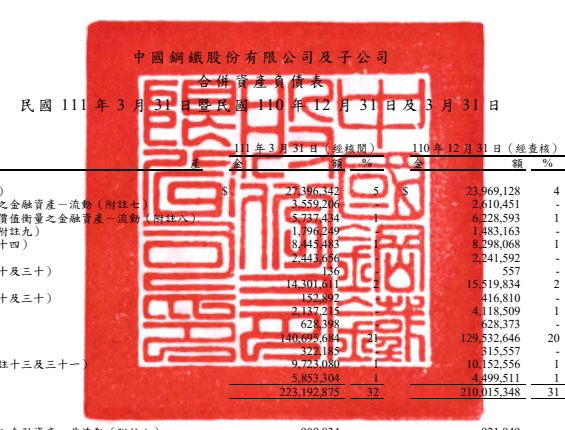 中國鋼鐵股份有限公司及子公司
合併資產負債表
民國 111 年 3 月 31 日暨民國 110 年 12 月 31 日及 3 月 31 日
111 年 3 月 31 日（經核閱） 110 年 12 月 31 日（經查核）
產 金 額 % 金 額 %
) $ 27,396,342 5 $ 23,969,128 4
之金融資產－流動（附註七） 3,559,206 - 2,610,451 -
價值衡量之金融資產－流動（附註八） 5,737,434 1 6,228,593 1
附註九） 1,796,249 - 1,483,163 -
十四） 8,445,483 1 8,298,068 1
2,443,656 - 2,241,592 -
十及三十） 136 - 557 -
14,301,611 2 15,519,834 2
十及三十） 152,892 - 416,810 -
2,137,215 - 4,118,509 1
628,398 - 628,373 -
140,695,684 21 129,532,646 20
322,185 - 315,557 -
註十三及三十一） 9,723,080 1 10,152,556 1
5,853,304 1 4,499,511 1
223,192,875 32 210,015,348 31